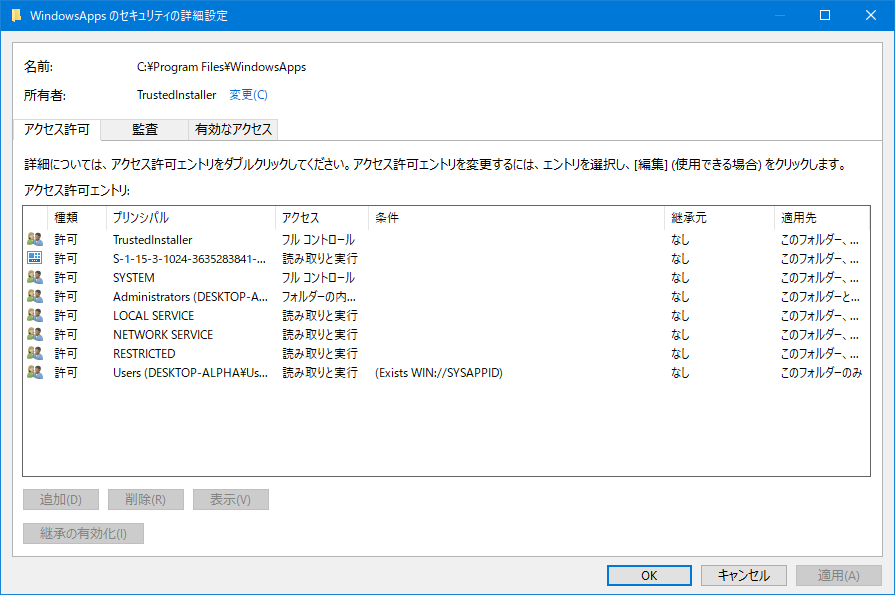 WindowsApps のセキュリティの詳細設定
名前: C:¥Program Files¥WindowsApps
所有者: TrustedInstaller 変更(C)
アクセス許可 監査 有効なアクセス
詳細については、アクセス許可エントリをダブルクリックしてください。アクセス許可エントリを変更するには、エントリを選択し、[編集] (使用できる場合) をクリックします。
アクセス許可エントリ:
種類 プリンシパル アクセス 条件 継承元 適用先
許可 TrustedInstaller フル コントロール なし このフォルダー、...
許可 S-1-15-3-1024-3635283841-... 読み取りと実行 なし このフォルダー、...
許可 SYSTEM フル コントロール なし このフォルダー、...
許可 Administrators (DESKTOP-A... フォルダーの内... なし このフォルダーと...
許可 LOCAL SERVICE 読み取りと実行 なし このフォルダー、...
許可 NETWORK SERVICE 読み取りと実行 なし このフォルダー、...
許可 RESTRICTED 読み取りと実行 なし このフォルダー、...
許可 Users (DESKTOP-ALPHA¥Us... 読み取りと実行 (Exists WIN://SYSAPPID) なし このフォルダーのみ
追加(D) 削除(R) 表示(V)
継承の有効化(I)
OK キャンセル 適用(A)